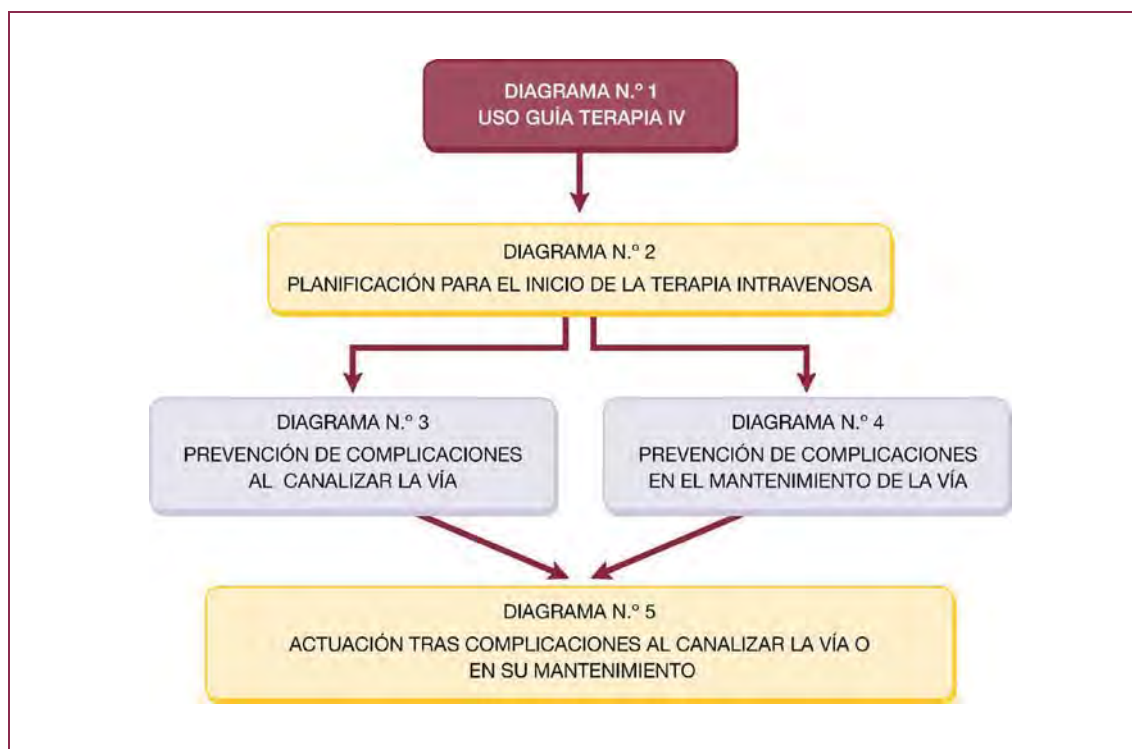 DIAGRAMA N.º 1
USO GUÍA TERAPIA IV
DIAGRAMA N.º 2
PLANIFICACIÓN PARA EL INICIO DE LA TERAPIA INTRAVENOSA
DIAGRAMA N.º 3
PREVENCIÓN DE COMPLICACIONES
AL CANALIZAR LA VÍA
DIAGRAMA N.º 4
PREVENCIÓN DE COMPLICACIONES
EN EL MANTENIMIENTO DE LA VÍA
DIAGRAMA N.º 5
ACTUACIÓN TRAS COMPLICACIONES AL CANALIZAR LA VÍA O
EN SU MANTENIMIENTO